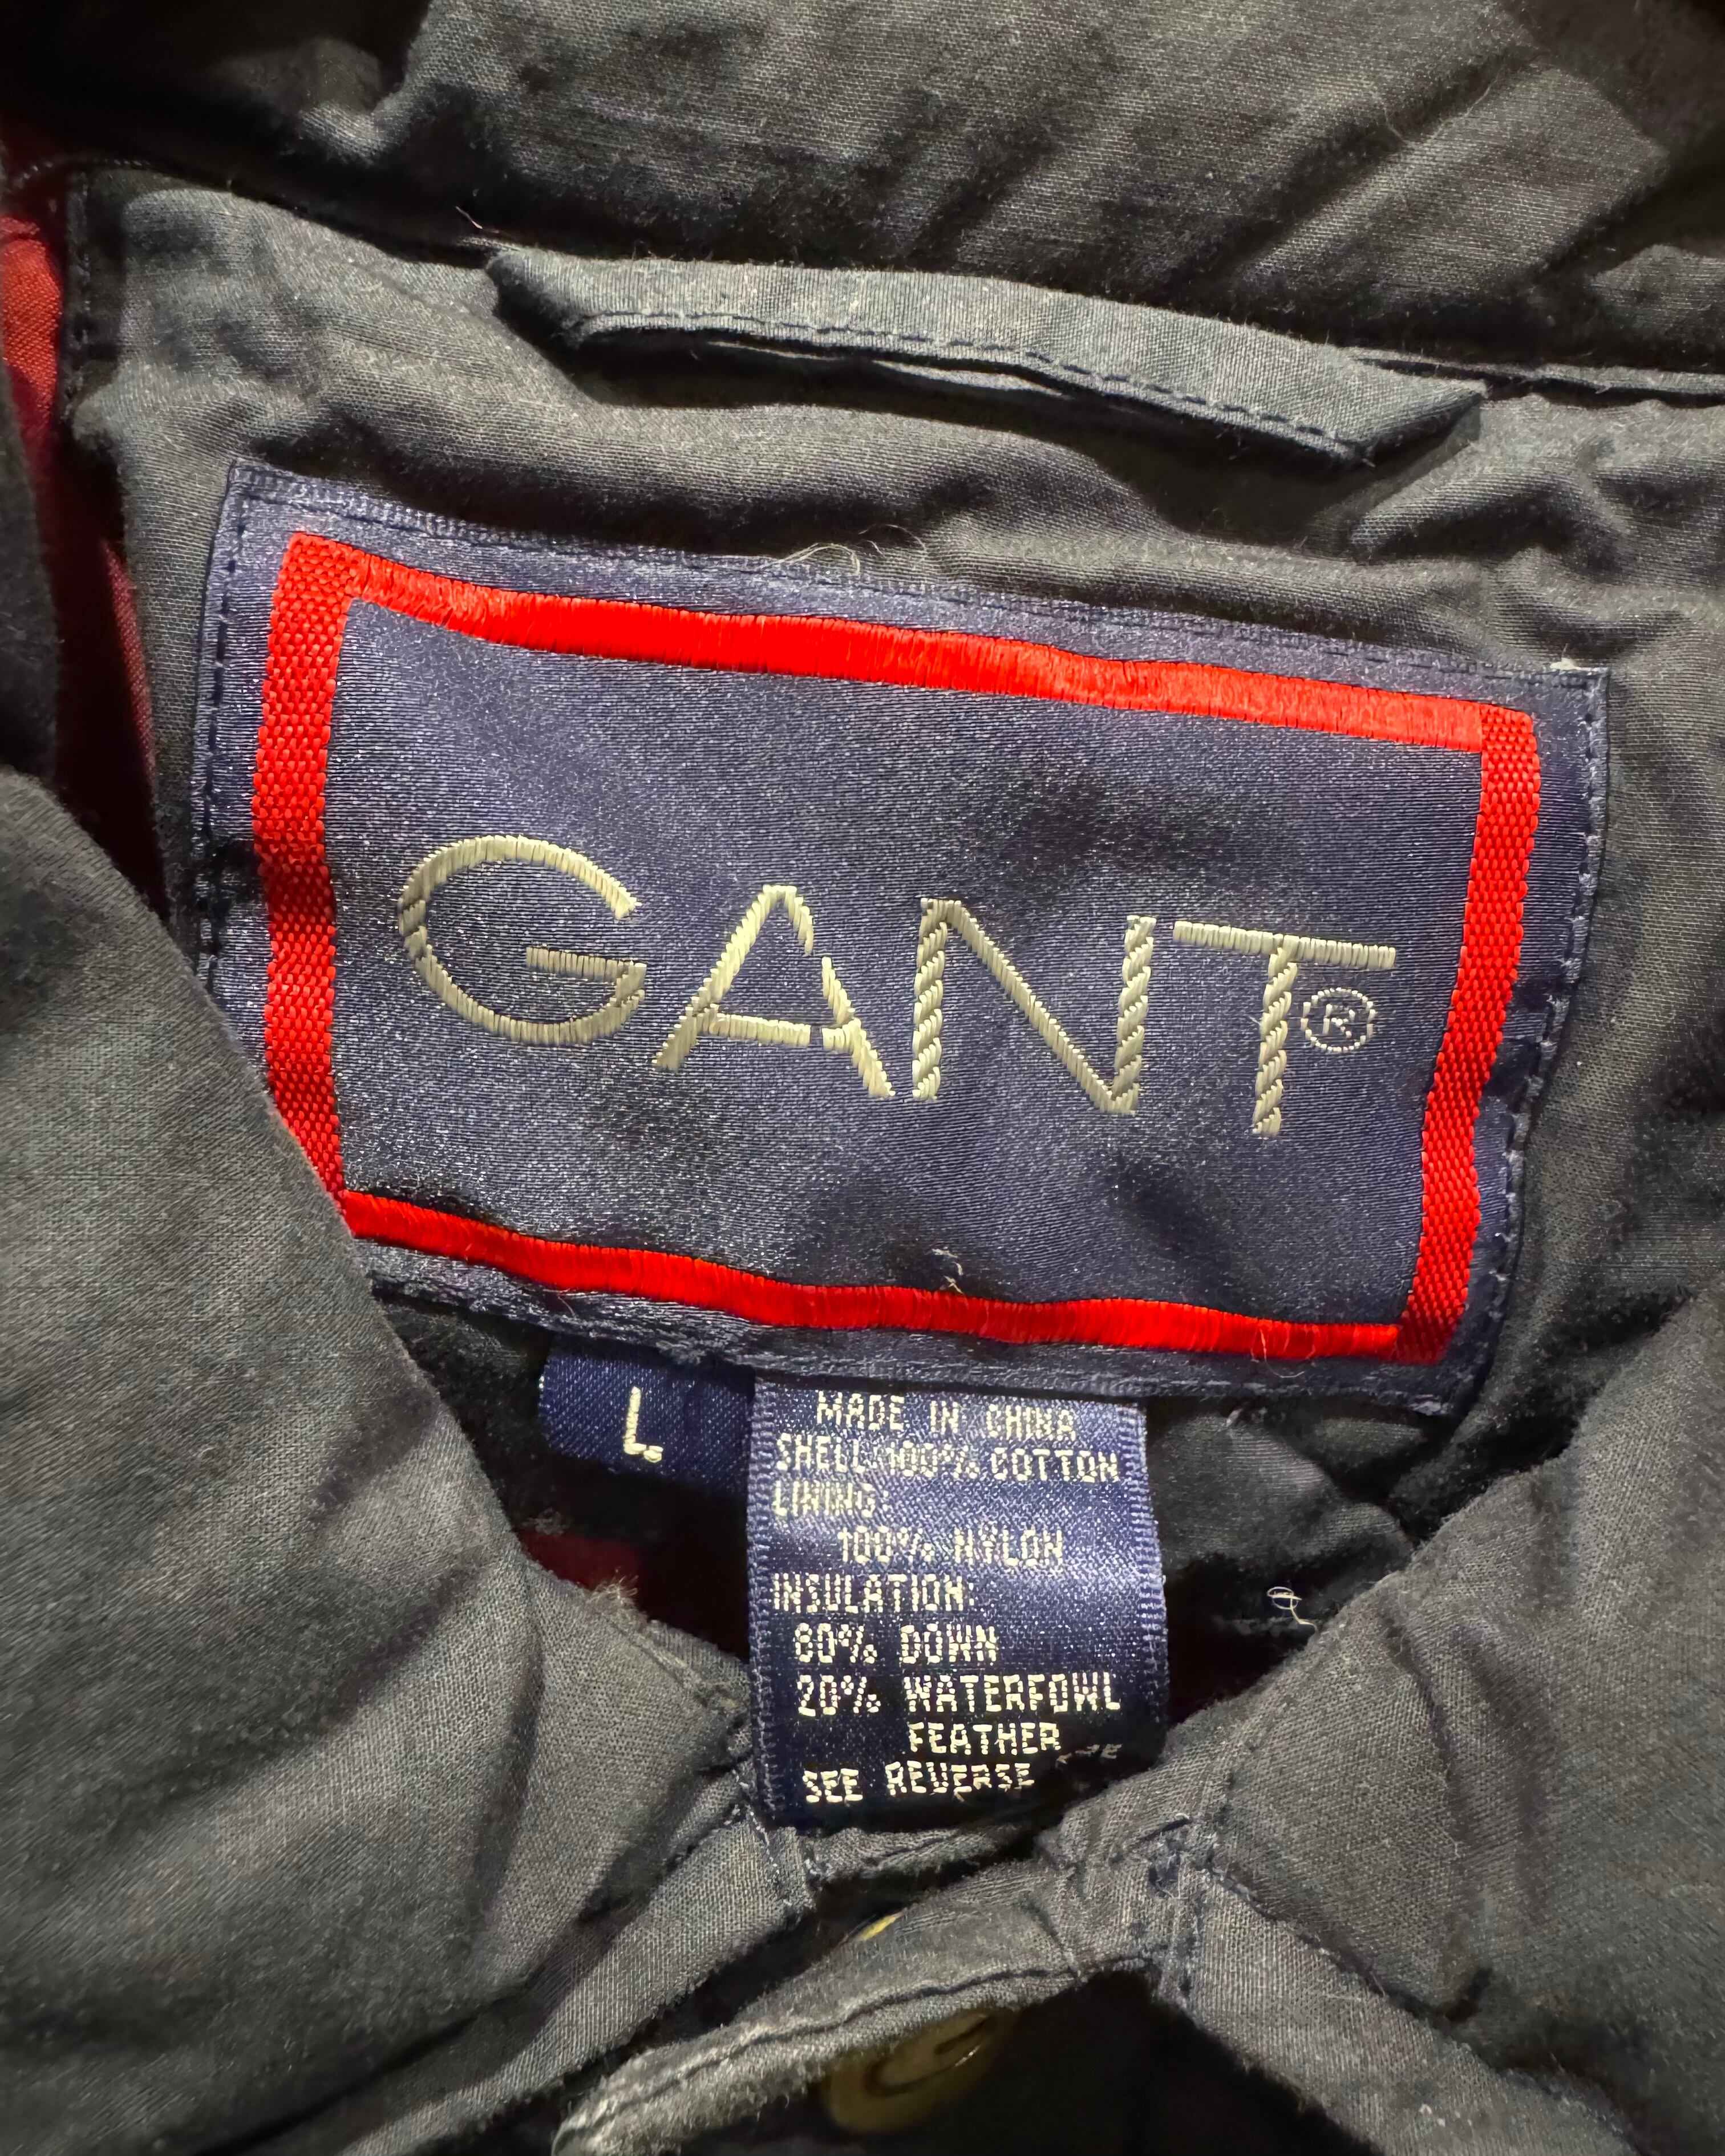 GANT®
L
MADE IN CHINA
SHELL:100% COTTON
LINING:
100% NYLON
INSULATION:
80% DOWN
20% WATERFOWL
FEATHER
SEE REVERSE